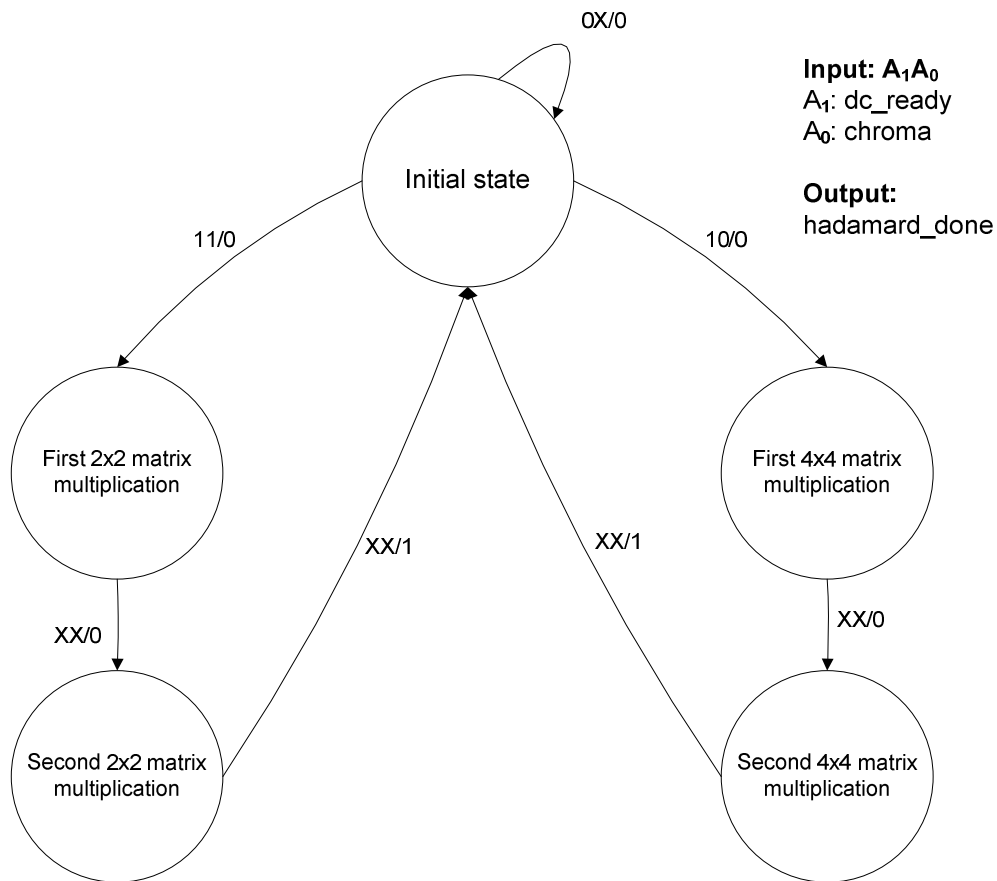 0X/0
Input: A₁A₀
A₁: dc_ready
A₀: chroma
Output:
hadamard_done
Initial state
11/0
10/0
First 2x2 matrix
multiplication
First 4x4 matrix
multiplication
XX/1
XX/1
XX/0
XX/0
Second 2x2 matrix
multiplication
Second 4x4 matrix
multiplication